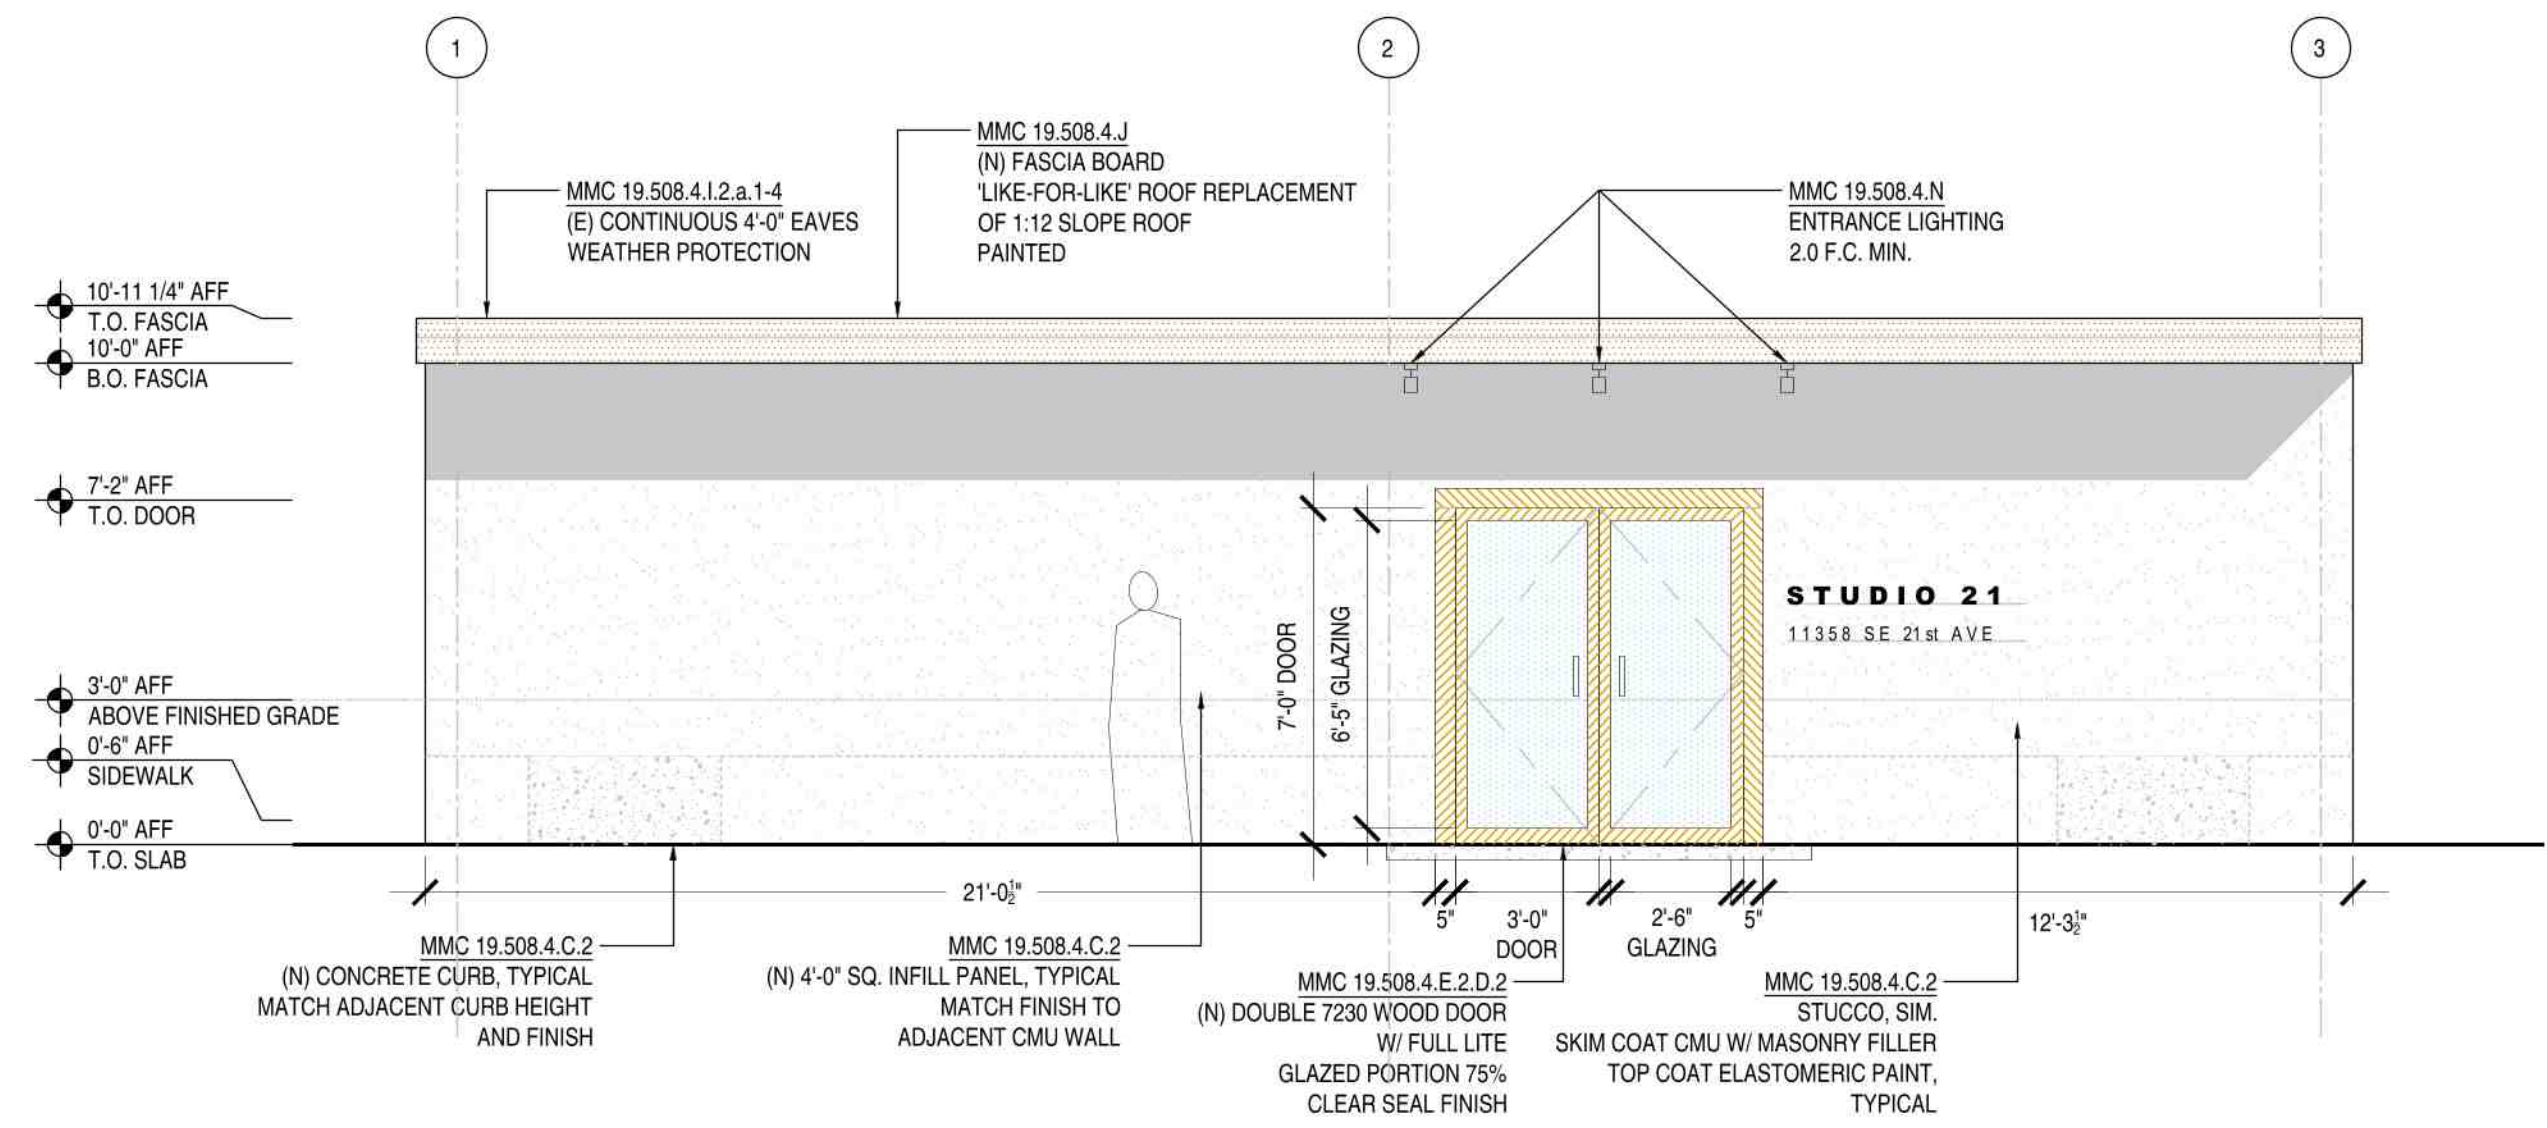 1
2
3
MMC 19.508.4.I.2.a.1-4
(E) CONTINUOUS 4'-0" EAVES
WEATHER PROTECTION
MMC 19.508.4.J
(N) FASCIA BOARD
'LIKE-FOR-LIKE' ROOF REPLACEMENT
OF 1:12 SLOPE ROOF
PAINTED
MMC 19.508.4.N
ENTRANCE LIGHTING
2.0 F.C. MIN.
10'-11 1/4" AFF
T.O. FASCIA
10'-0" AFF
B.O. FASCIA
7'-2" AFF
T.O. DOOR
3'-0" AFF
ABOVE FINISHED GRADE
0'-6" AFF
SIDEWALK
0'-0" AFF
T.O. SLAB
7'-0" DOOR
6'-5" GLAZING
STUDIO 21
11358 SE 21st AVE
21'-0½"
5"
3'-0"
DOOR
2'-6"
GLAZING
5"
12'-3½"
MMC 19.508.4.C.2
(N) CONCRETE CURB, TYPICAL
MATCH ADJACENT CURB HEIGHT
AND FINISH
MMC 19.508.4.C.2
(N) 4'-0" SQ. INFILL PANEL, TYPICAL
MATCH FINISH TO
ADJACENT CMU WALL
MMC 19.508.4.E.2.D.2
(N) DOUBLE 7230 WOOD DOOR
W/ FULL LITE
GLAZED PORTION 75%
CLEAR SEAL FINISH
MMC 19.508.4.C.2
STUCCO, SIM.
SKIM COAT CMU W/ MASONRY FILLER
TOP COAT ELASTOMERIC PAINT,
TYPICAL